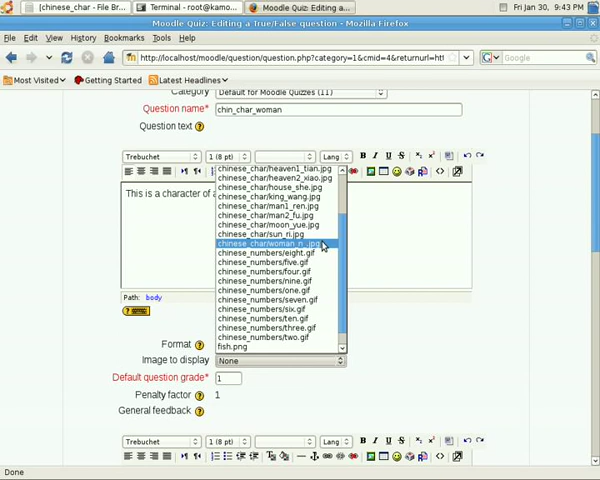 [chinese_char - File Br...
Terminal - root@kamo...
Moodle Quiz: Editing a...
Fri Jan 30, 9:43 PM
Moodle Quiz: Editing a True/False question - Mozilla Firefox
File Edit View History Bookmarks Tools Help
http://localhost/moodle/question/question.php?category=1&cmid=4&returnurl=htt
Google
Most Visited
Getting Started
Latest Headlines
Category Default for Moodle Quizzes (11)
Question name* chin_char_woman
Question text
Trebuchet 1 (8 pt) Lang B I U S
This is a character of a
chinese_char/heaven1_tian.jpg
chinese_char/heaven2_xiao.jpg
chinese_char/house_she.jpg
chinese_char/king_wang.jpg
chinese_char/man1_ren.jpg
chinese_char/man2_fu.jpg
chinese_char/moon_yue.jpg
chinese_char/sun_ri.jpg
chinese_char/woman_n_.jpg
chinese_numbers/eight.gif
chinese_numbers/five.gif
chinese_numbers/four.gif
chinese_numbers/nine.gif
chinese_numbers/one.gif
chinese_numbers/seven.gif
chinese_numbers/six.gif
chinese_numbers/ten.gif
chinese_numbers/three.gif
chinese_numbers/two.gif
fish.png
Path: body
Format
Image to display None
Default question grade* 1
Penalty factor 1
General feedback
Trebuchet 1 (8 pt) Lang B I U S
Done